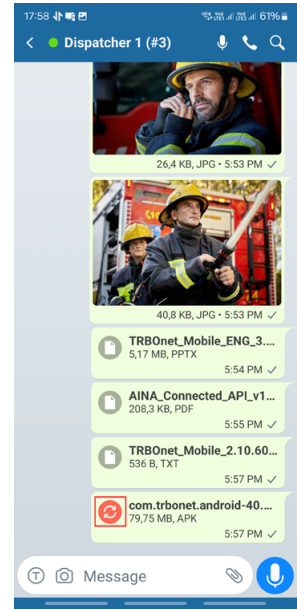 17:58 61%
Dispatcher 1 (#3)
26,4 KB, JPG • 5:53 PM
40,8 KB, JPG • 5:53 PM
TRBOnet_Mobile_ENG_3....
5,17 MB, PPTX
5:54 PM
AINA_Connected_API_v1...
208,3 KB, PDF
5:55 PM
TRBOnet_Mobile_2.10.60...
536 B, TXT
5:57 PM
com.trbonet.android-40....
79,75 MB, APK
5:57 PM
T Message